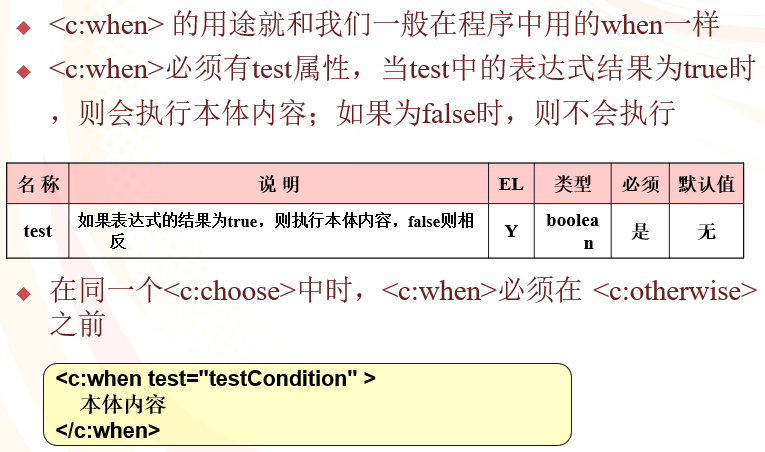 <c:when> 的用途就和我们一般在程序中用的when一样
<c:when>必须有test属性，当test中的表达式结果为true时
，则会执行本体内容；如果为false时，则不会执行
名 称 说 明 EL 类型 必须 默认值
test 如果表达式的结果为true，则执行本体内容，false则相反 Y boolean 是 无
在同一个<c:choose>中时，<c:when>必须在 <c:otherwise>
之前
<c:when test="testCondition" >
本体内容
</c:when>